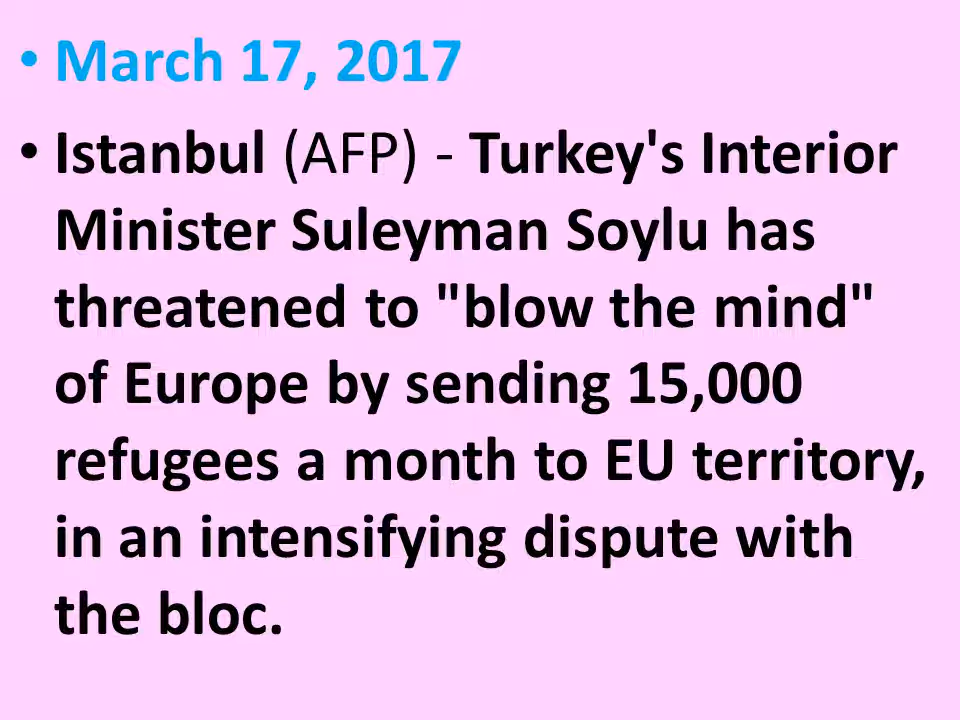 • March 17, 2017
• Istanbul (AFP) - Turkey's Interior
Minister Suleyman Soylu has
threatened to "blow the mind"
of Europe by sending 15,000
refugees a month to EU territory,
in an intensifying dispute with
the bloc.